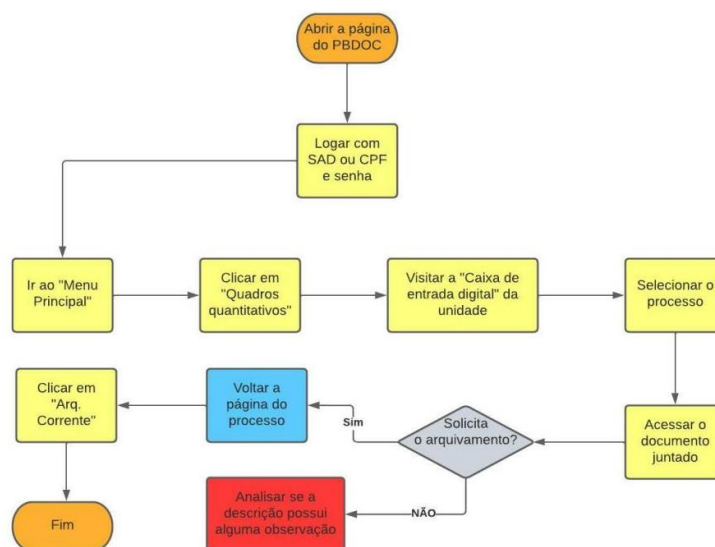 Abrir a página
do PBDOC
Logar com
SAD ou CPF
e senha
Ir ao "Menu
Principal"
Clicar em
"Quadros
quantitativos"
Visitar a "Caixa de
entrada digital" da
unidade
Selecionar o
processo
Acessar o
documento
juntado
Solicita
o arquivamento?
Sim
Voltar a
página do
processo
Clicar em
"Arq.
Corrente"
Fim
NÃO
Analisar se a
descrição possui
alguma observação